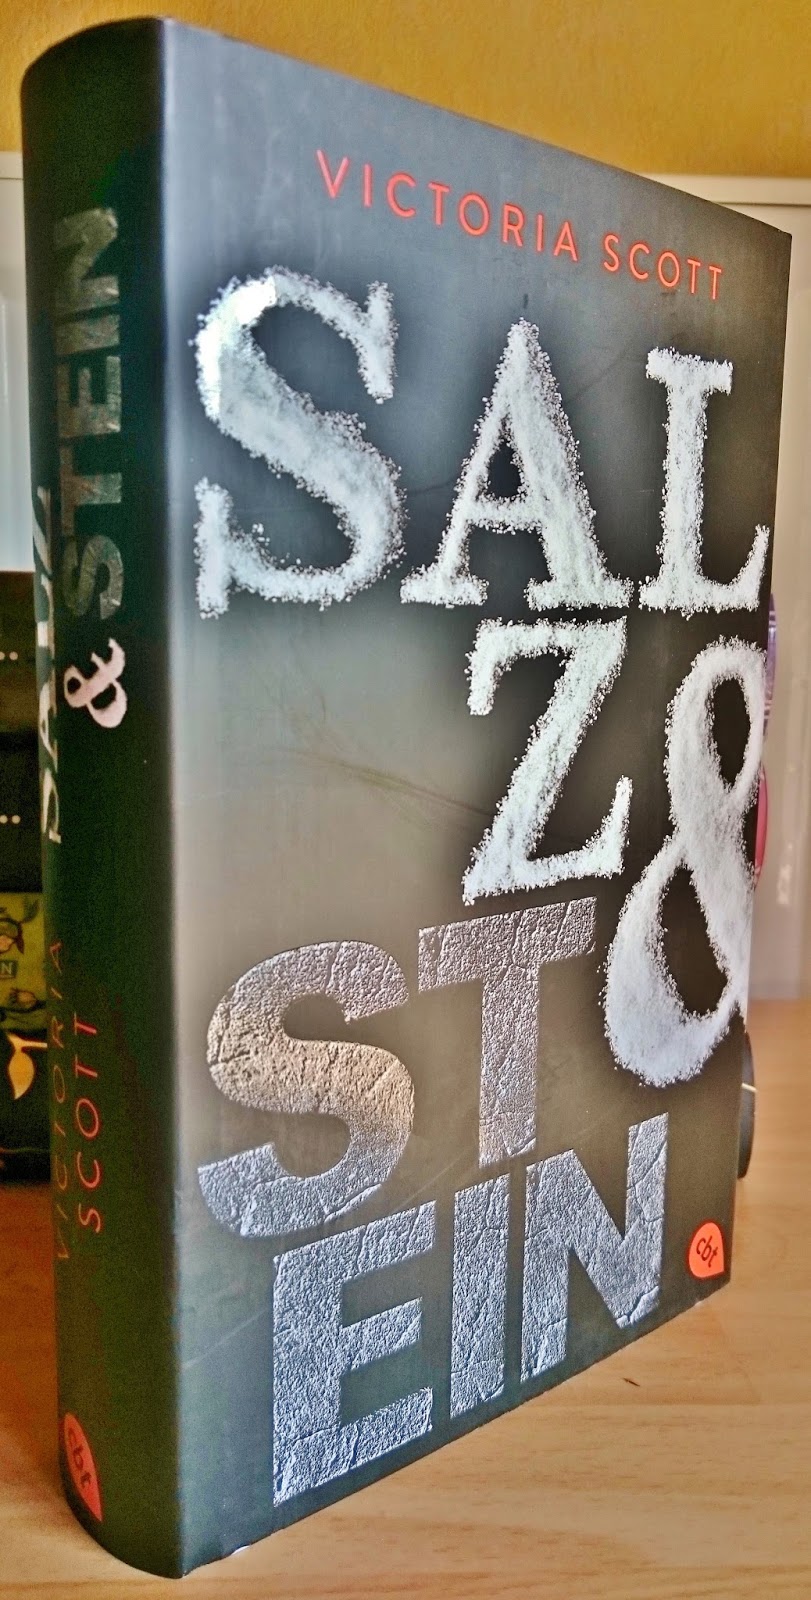 VICTORIA SCOTT
SAL
Z&
ST
EIN
cbt
VICTORIA
SCOTT
SALZ
& STEIN
cbt